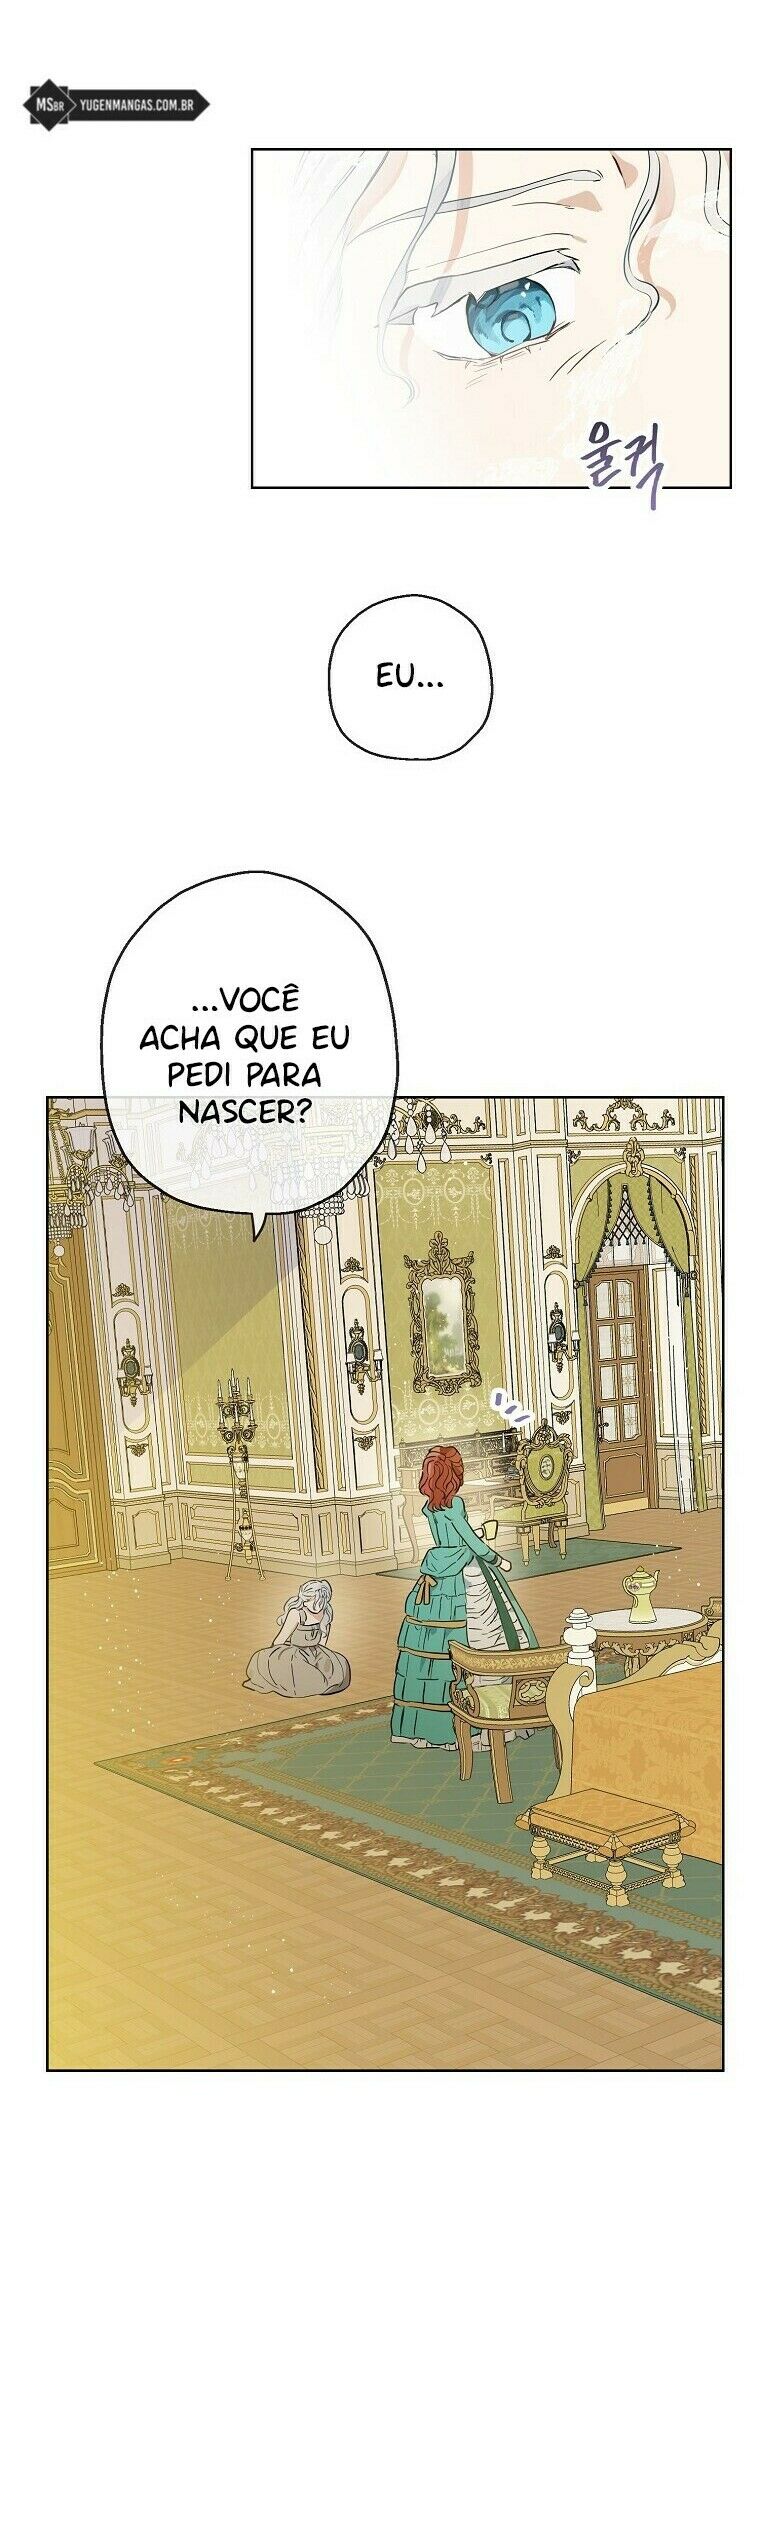 MSBR YUGENMANGAS.COM.BR
울컥
EU...
...VOCÊ
ACHA QUE EU
PEDI PARA
NASCER?